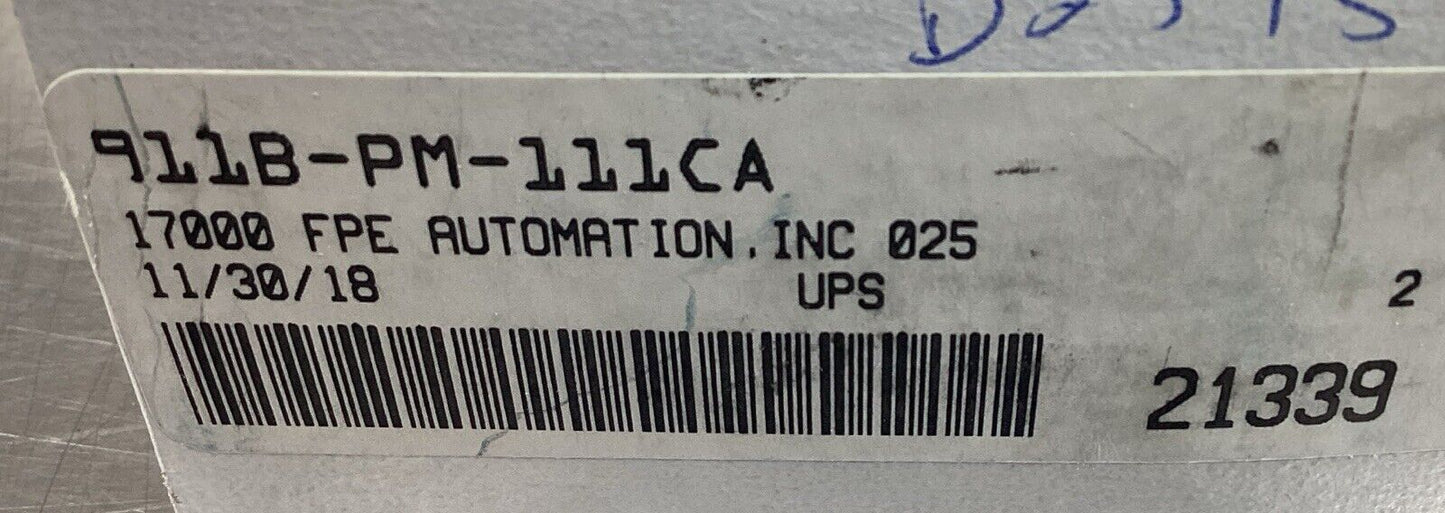 911B-PM-111CA
17000 FPE AUTOMATION,INC 025
11/30/18 UPS 2
21339